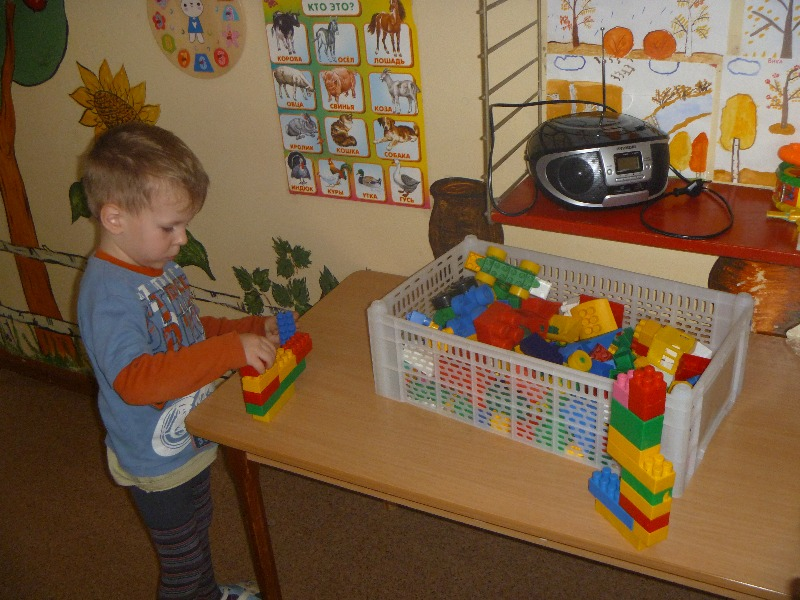 КТО ЭТО?
КОРОВА ОСЁЛ ЛОШАДЬ
ОВЦА СВИНЬЯ КОЗА
КРОЛИК КОШКА СОБАКА
ИНДЮК КУРЫ УТКА ГУСЬ